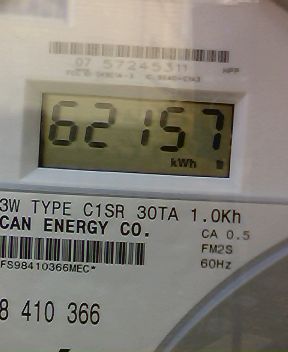 07 57245311
62157
kWh
3W TYPE C1SR 30TA 1.0Kh
CAN ENERGY CO.
CA 0.5
FM2S
60Hz
FS98410366MEC*
8 410 366